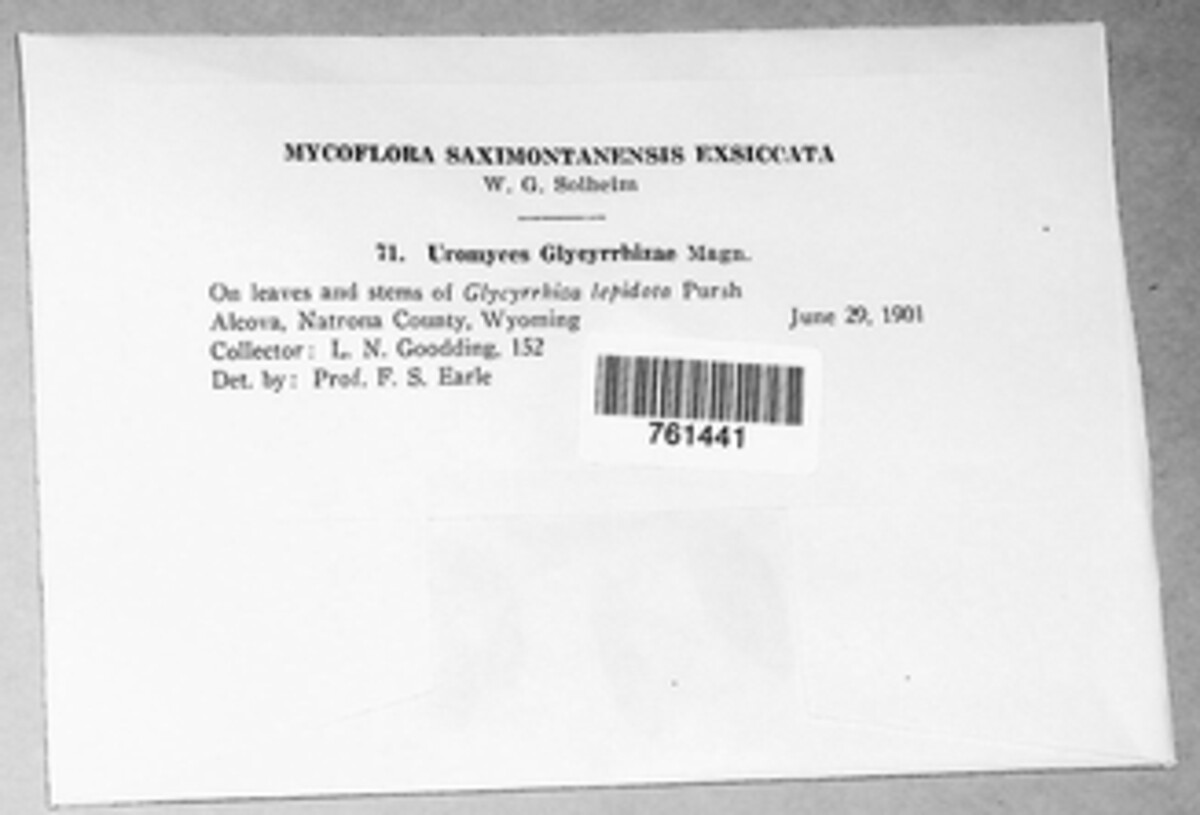 MYCOFLORA SAXIMONTANENSIS EXSICCATA
W. G. Solheim
71. Uromyces Glycyrrhizae Magn.
On leaves and stems of Glycyrrhiza lepidota Pursh
Alcova, Natrona County, Wyoming June 29, 1901
Collector: L. N. Goodding, 152
Det. by: Prof. F. S. Earle
761441